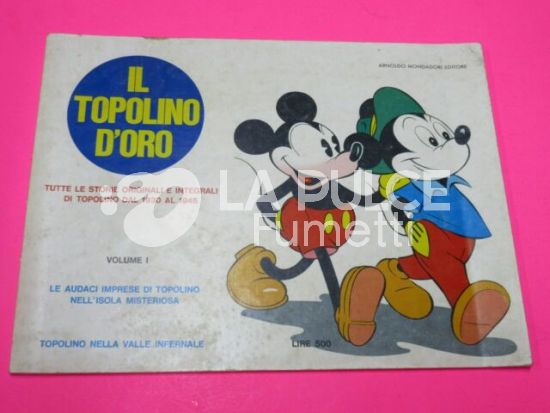 ARNOLDO MONDADORI EDITORE
IL
TOPOLINO
D'ORO
TUTTE LE STORIE ORIGINALI E INTEGRALI
DI TOPOLINO DAL 1930 AL 1945
LA PULCE
Fumetti
VOLUME I
LE AUDACI IMPRESE DI TOPOLINO
NELL'ISOLA MISTERIOSA
TOPOLINO NELLA VALLE INFERNALE
LIRE 500